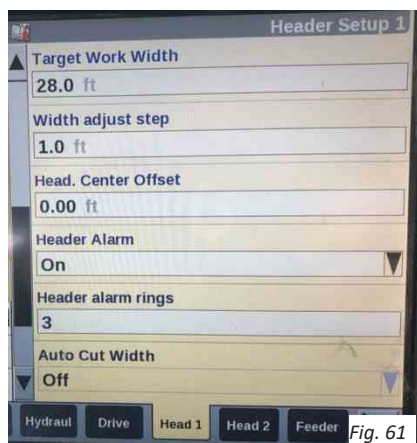 Header Setup 1
Target Work Width
28.0 ft
Width adjust step
1.0 ft
Head. Center Offset
0.00 ft
Header Alarm
On
Header alarm rings
3
Auto Cut Width
Off
Hydraul Drive Head 1 Head 2 Feeder
Fig. 61